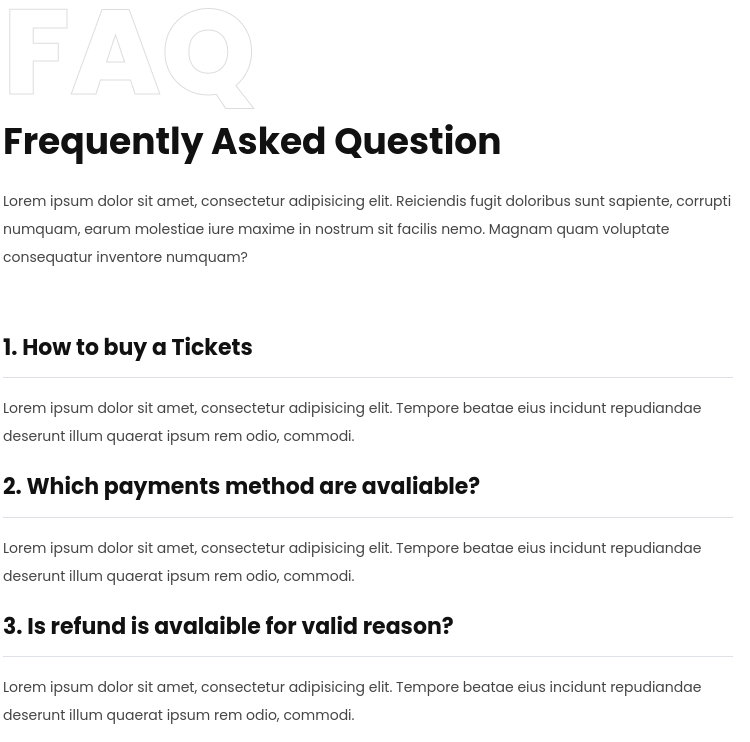 FAQ
Frequently Asked Question
Lorem ipsum dolor sit amet, consectetur adipisicing elit. Reiciendis fugit doloribus sunt sapiente, corrupti
numquam, earum molestiae iure maxime in nostrum sit facilis nemo. Magnam quam voluptate
consequatur inventore numquam?
1. How to buy a Tickets
Lorem ipsum dolor sit amet, consectetur adipisicing elit. Tempore beatae eius incidunt repudiandae
deserunt illum quaerat ipsum rem odio, commodi.
2. Which payments method are avaliable?
Lorem ipsum dolor sit amet, consectetur adipisicing elit. Tempore beatae eius incidunt repudiandae
deserunt illum quaerat ipsum rem odio, commodi.
3. Is refund is avalaible for valid reason?
Lorem ipsum dolor sit amet, consectetur adipisicing elit. Tempore beatae eius incidunt repudiandae
deserunt illum quaerat ipsum rem odio, commodi.